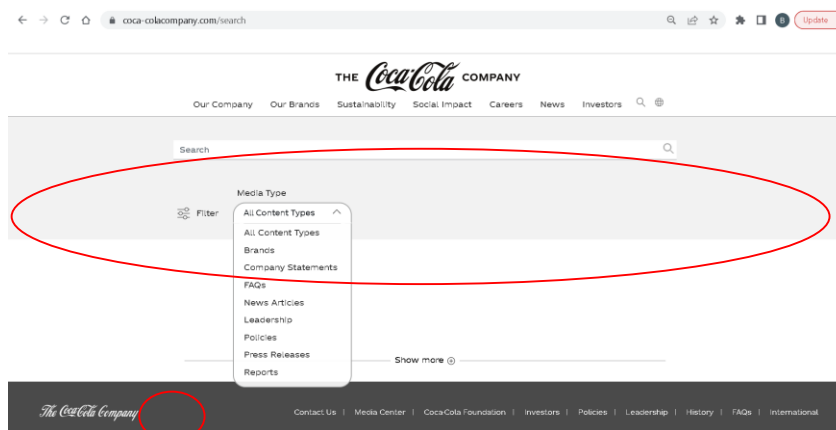 coca-colacompany.com/search
B
Update
THE Coca-Cola COMPANY
Our Company Our Brands Sustainability Social Impact Careers News Investors
Search
Media Type
Filter
All Content Types
All Content Types
Brands
Company Statements
FAQs
News Articles
Leadership
Policies
Press Releases
Reports
Show more
The Coca-Cola Company
Contact Us | Media Center | Coca-Cola Foundation | Investors | Policies | Leadership | History | FAQs | International